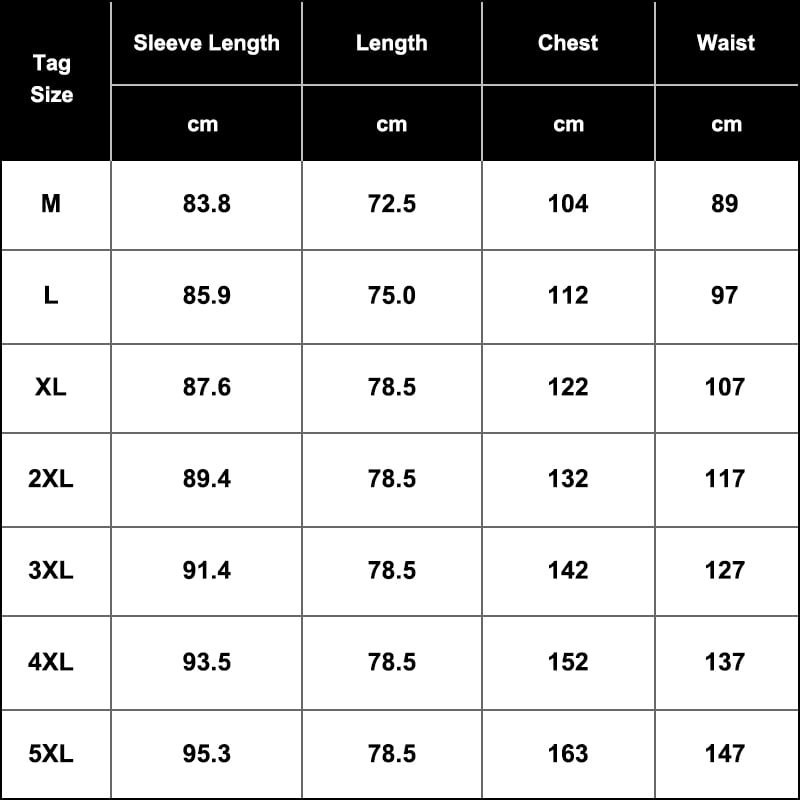 Tag Size Sleeve Length Length Chest Waist
cm cm cm cm
M 83.8 72.5 104 89
L 85.9 75.0 112 97
XL 87.6 78.5 122 107
2XL 89.4 78.5 132 117
3XL 91.4 78.5 142 127
4XL 93.5 78.5 152 137
5XL 95.3 78.5 163 147